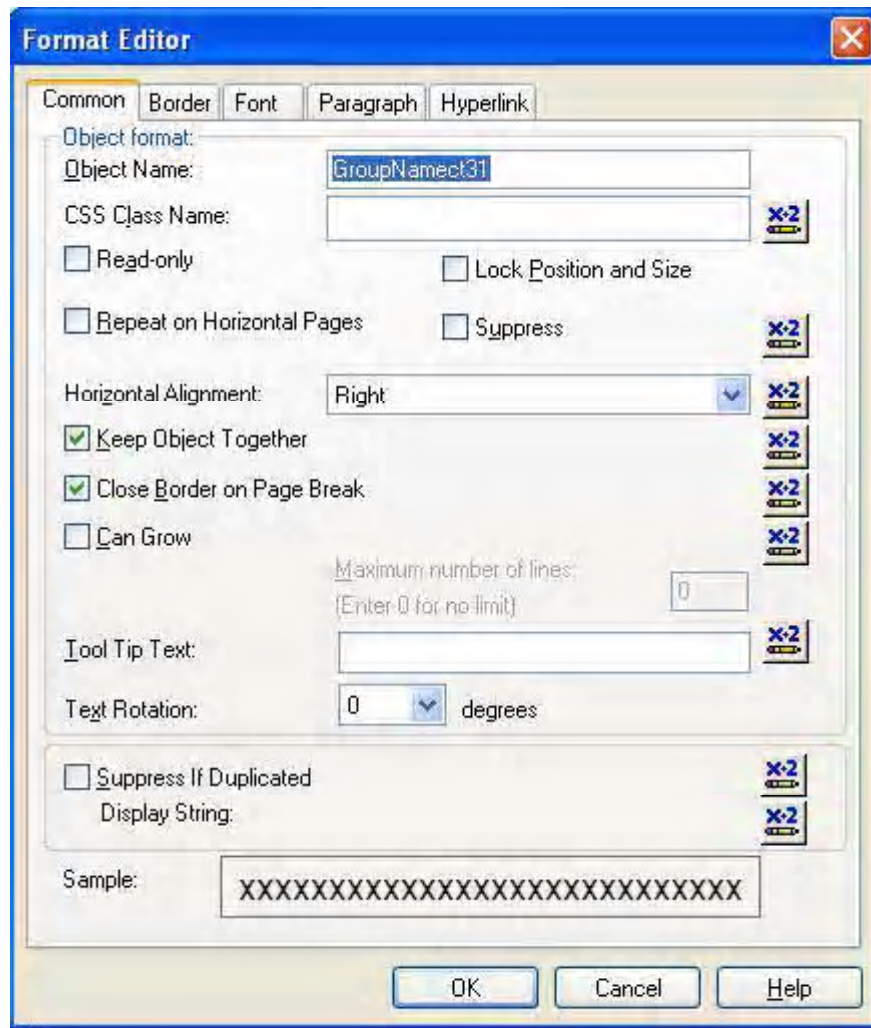 Format Editor
Common Border Font Paragraph Hyperlink
Object format:
Object Name: GroupNamect31
CSS Class Name: X+2
Read-only Lock Position and Size
Repeat on Horizontal Pages Suppress X+2
Horizontal Alignment: Right X+2
Keep Object Together X+2
Close Border on Page Break X+2
Can Grow X+2
Maximum number of lines:
(Enter 0 for no limit) 0
Tool Tip Text: X+2
Text Rotation: 0 degrees
Suppress If Duplicated X+2
Display String: X+2
Sample: XXXXXXXXXXXXXXXXXXXXXXXXXXXX
OK Cancel Help